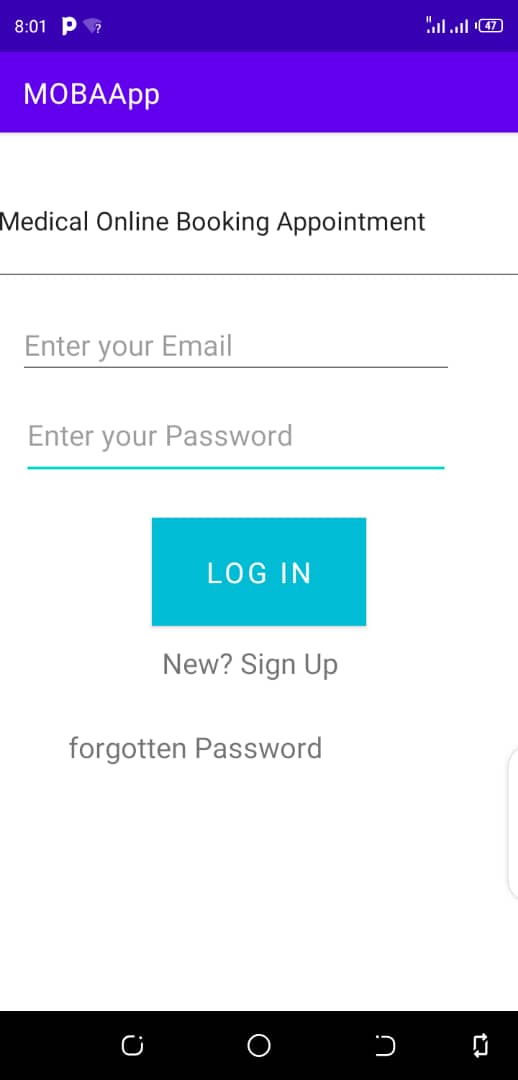 8:01 P ?
47
MOBAApp
Medical Online Booking Appointment
Enter your Email
Enter your Password
LOG IN
New? Sign Up
forgotten Password